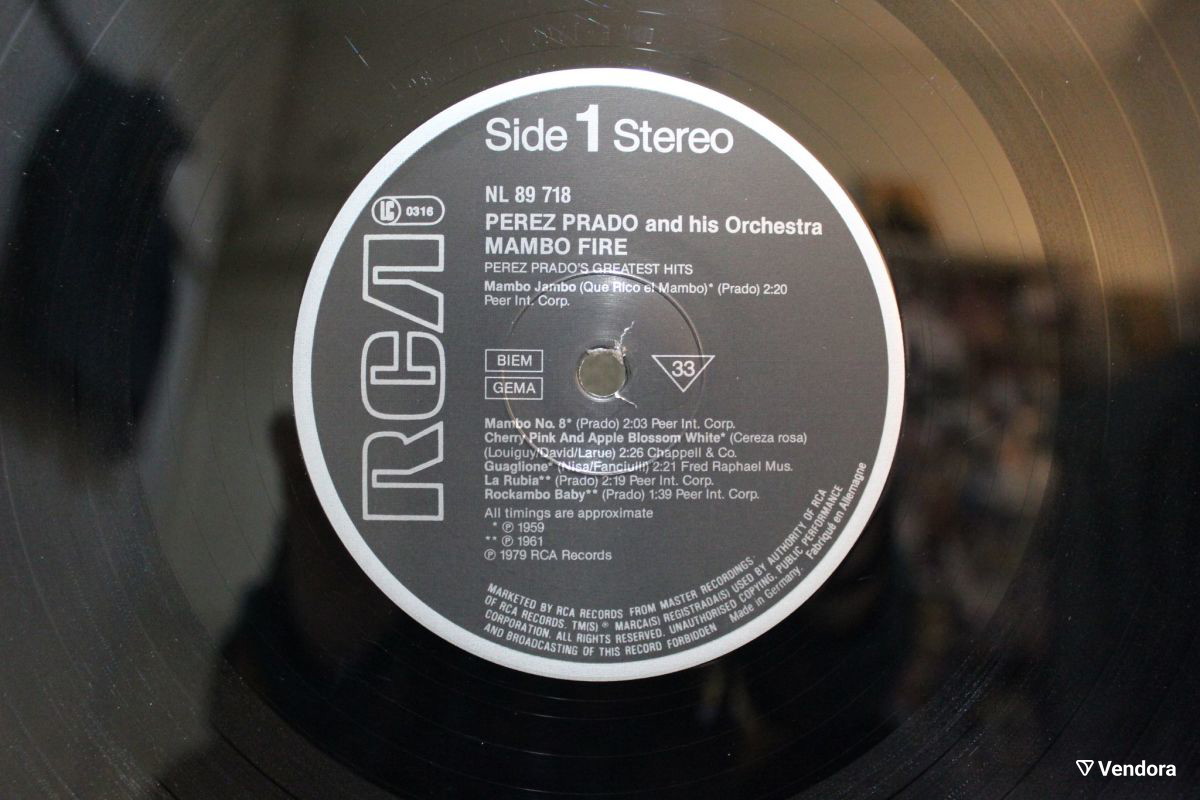 Side 1 Stereo
NL 89 718
LC 0316
PEREZ PRADO and his Orchestra
MAMBO FIRE
PEREZ PRADO'S GREATEST HITS
Mambo Jambo (Que Rico el Mambo)* (Prado) 2:20
Peer Int. Corp.
RCA
BIEM
GEMA
33
Mambo No. 8* (Prado) 2:03 Peer Int. Corp.
Cherry Pink And Apple Blossom White* (Cereza rosa)
(Louiguy/David/Larue) 2:26 Chappell & Co.
Guaglione* (Nisa/Fanciulli) 2:21 Fred Raphael Mus.
La Rubia** (Prado) 2:19 Peer Int. Corp.
Rockambo Baby** (Prado) 1:39 Peer Int. Corp.
All timings are approximate
* ℗ 1959
** ℗ 1961
℗ 1979 RCA Records
MARKETED BY RCA RECORDS FROM MASTER RECORDINGS·
OF RCA RECORDS. TM(S) ® MARCA(S) REGISTRADA(S) USED BY AUTHORITY OF RCA
CORPORATION. ALL RIGHTS RESERVED. UNAUTHORISED COPYING, PUBLIC PERFORMANCE
AND BROADCASTING OF THIS RECORD FORBIDDEN Made in Germany. Fabriqué en Allemagne
Vendora